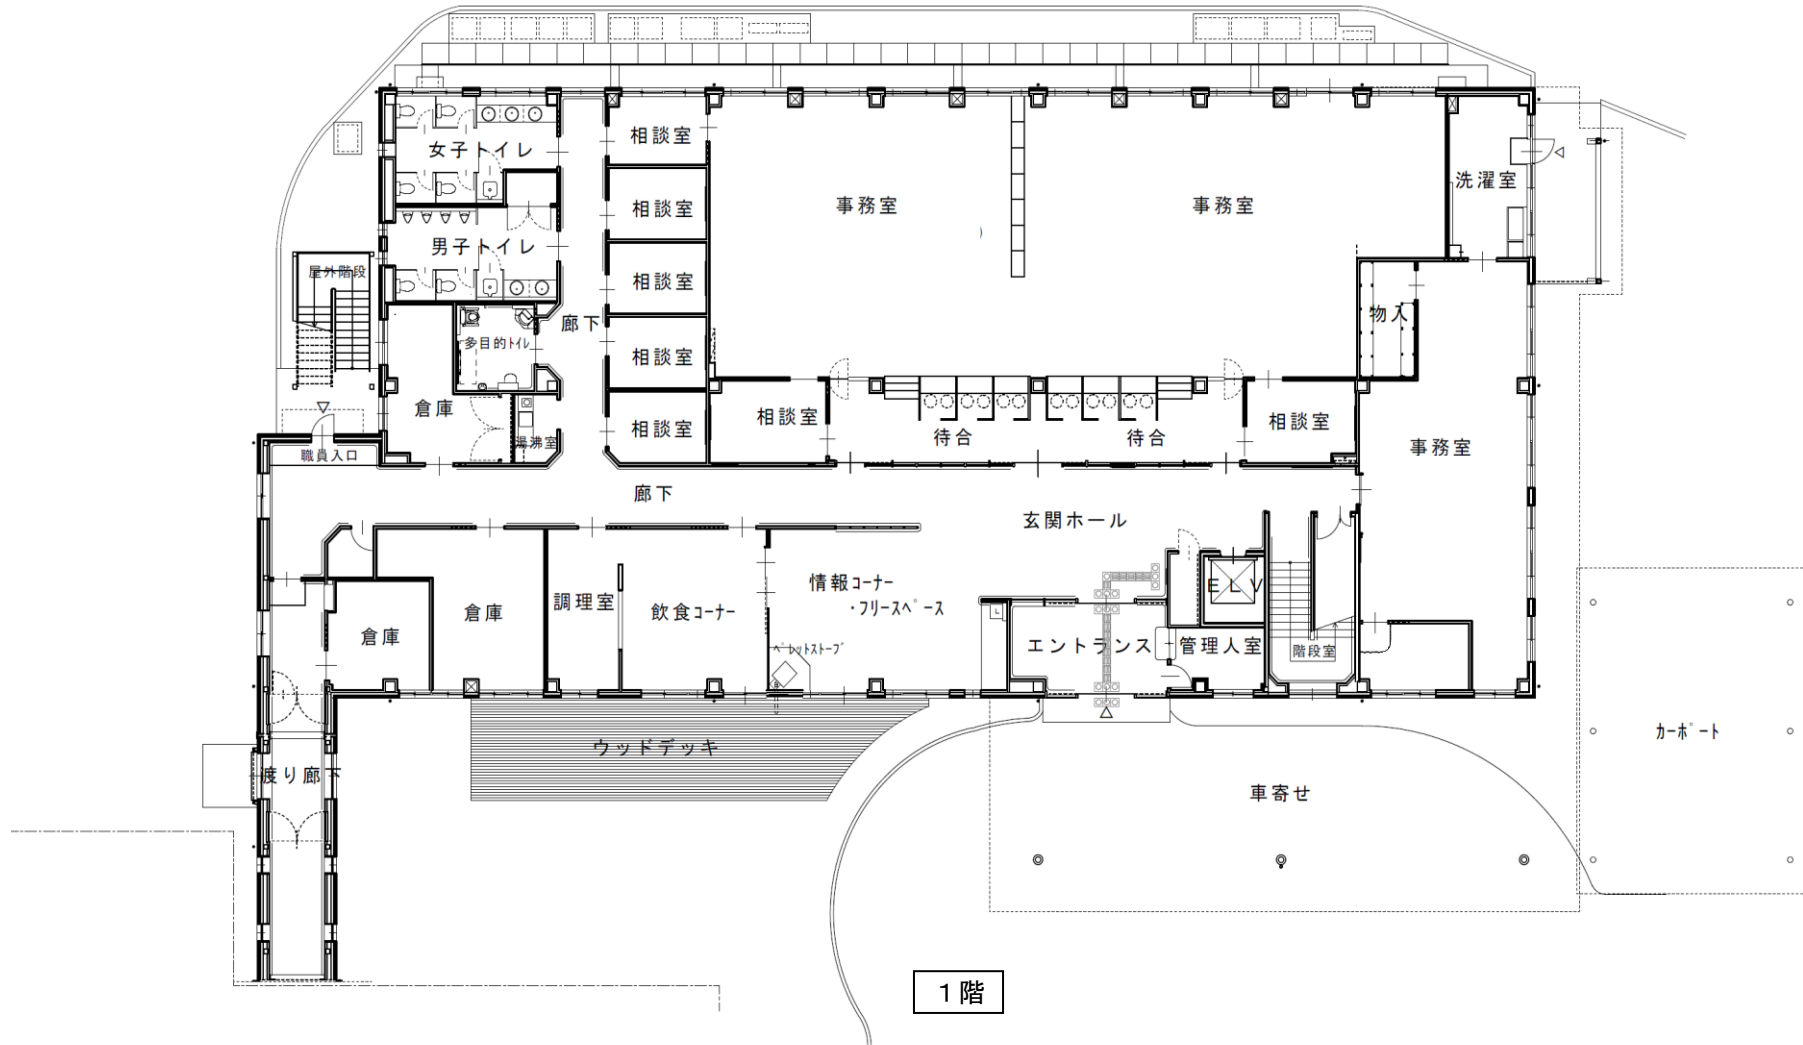 相談室
女子トイレ
洗濯室
事務室
事務室
相談室
男子トイレ
屋外階段
相談室
物入
廊下
多目的ﾄｲﾚ
相談室
倉庫
相談室
相談室
待合
待合
相談室
湯沸室
事務室
職員入口
廊下
玄関ホール
情報ｺｰﾅｰ
・ﾌﾘｰｽﾍﾟｰｽ
ＥＬＶ
調理室
飲食ｺｰﾅｰ
倉庫
倉庫
ﾍﾟﾚｯﾄｽﾄｰﾌﾞ
エントランス
管理人室
階段室
ウッドデッキ
渡り廊下
車寄せ
ｶｰﾎﾟｰﾄ
１階